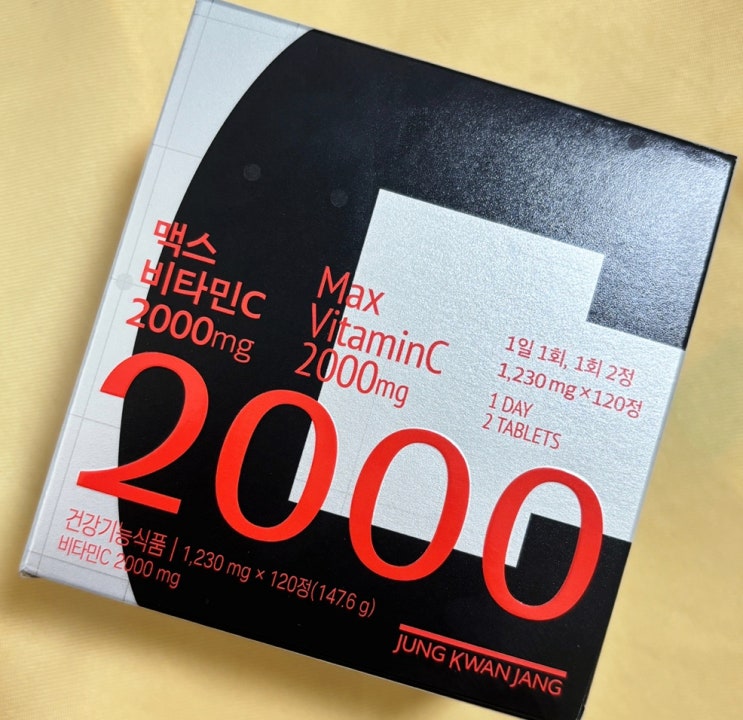 맥스
비타민C
2000mg
Max
VitaminC
2000mg
1일 1회, 1회 2정
1,230 mg ×120정
1 DAY
2 TABLETS
2000
건강기능식품 | 1,230 mg × 120정(147.6 g)
비타민C 2000 mg
JUNG KWAN JANG